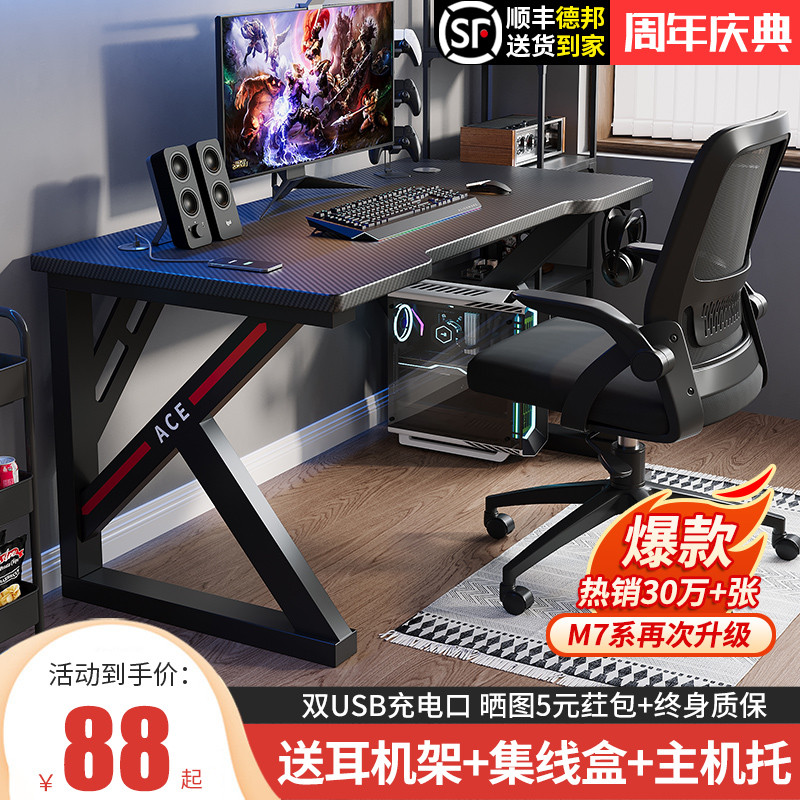 SF
顺丰德邦
送货到家
周年庆典
ACE
爆款
热销30万+张
M7系再次升级
活动到手价:
¥88起
双USB充电口 晒图5元荭包+终身质保
送耳机架+集线盒+主机托